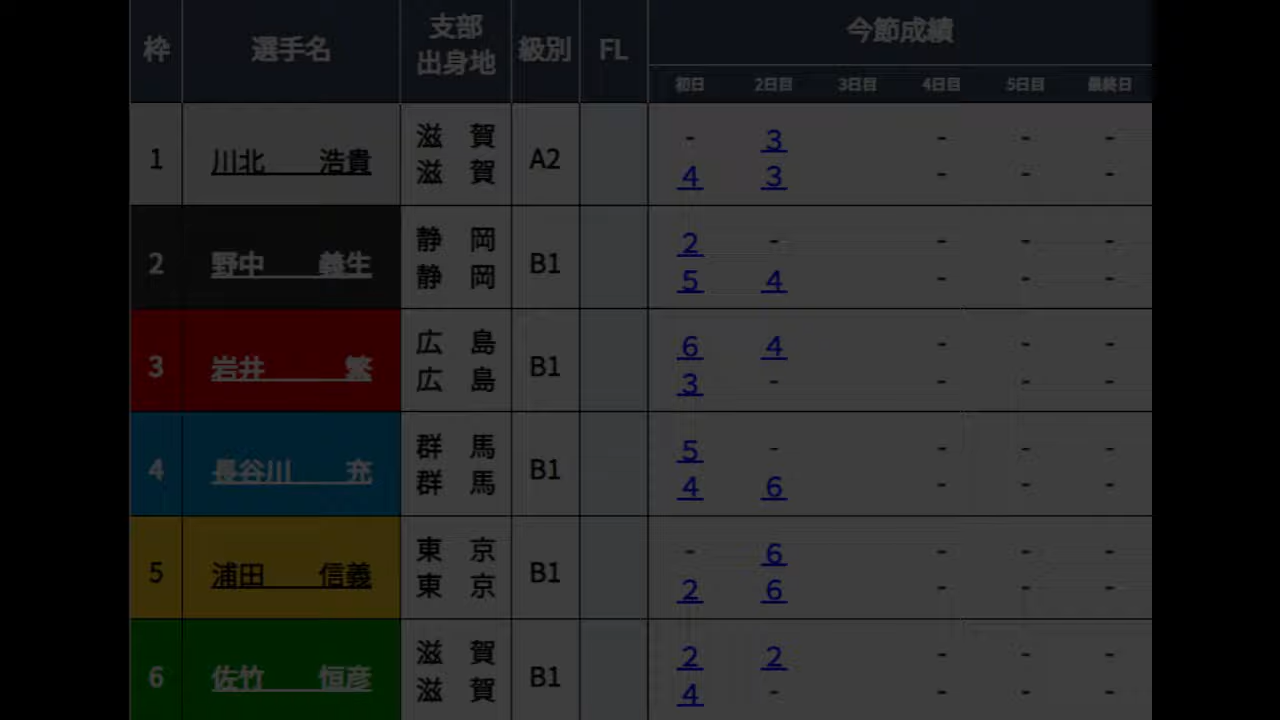 枠 選手名 支部 出身地 級別 FL 今節成績
初日 2日目 3日目 4日目 5日目 最終日
1 川北 浩貴 滋 賀 A2 - 3 - - -
滋 賀 4 3 - - -
2 野中 義生 静 岡 B1 2 - - - -
静 岡 5 4 - - -
3 岩井 繁 広 島 B1 6 4 - - -
広 島 3 - - - -
4 長谷川 充 群 馬 B1 5 - - - -
群 馬 4 6 - - -
5 浦田 信義 東 京 B1 - 6 - - -
東 京 2 6 - - -
6 佐竹 恒彦 滋 賀 B1 2 2 - - -
滋 賀 4 - - - -